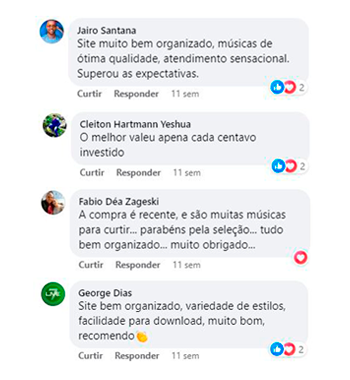 Jairo Santana
Site muito bem organizado, músicas de
ótima qualidade, atendimento sensacional.
Superou as expectativas.
Curtir Responder 11 sem 2
Cleiton Hartmann Yeshua
O melhor valeu apena cada centavo
investido
Curtir Responder 11 sem 2
Fabio Déa Zageski
A compra é recente, e são muitas músicas
para curtir... parabéns pela seleção... tudo
bem organizado... muito obrigado...
Curtir Responder 11 sem
George Dias
Site bem organizado, variedade de estilos,
facilidade para download, muito bom,
recomendo👏
Curtir Responder 11 sem 2